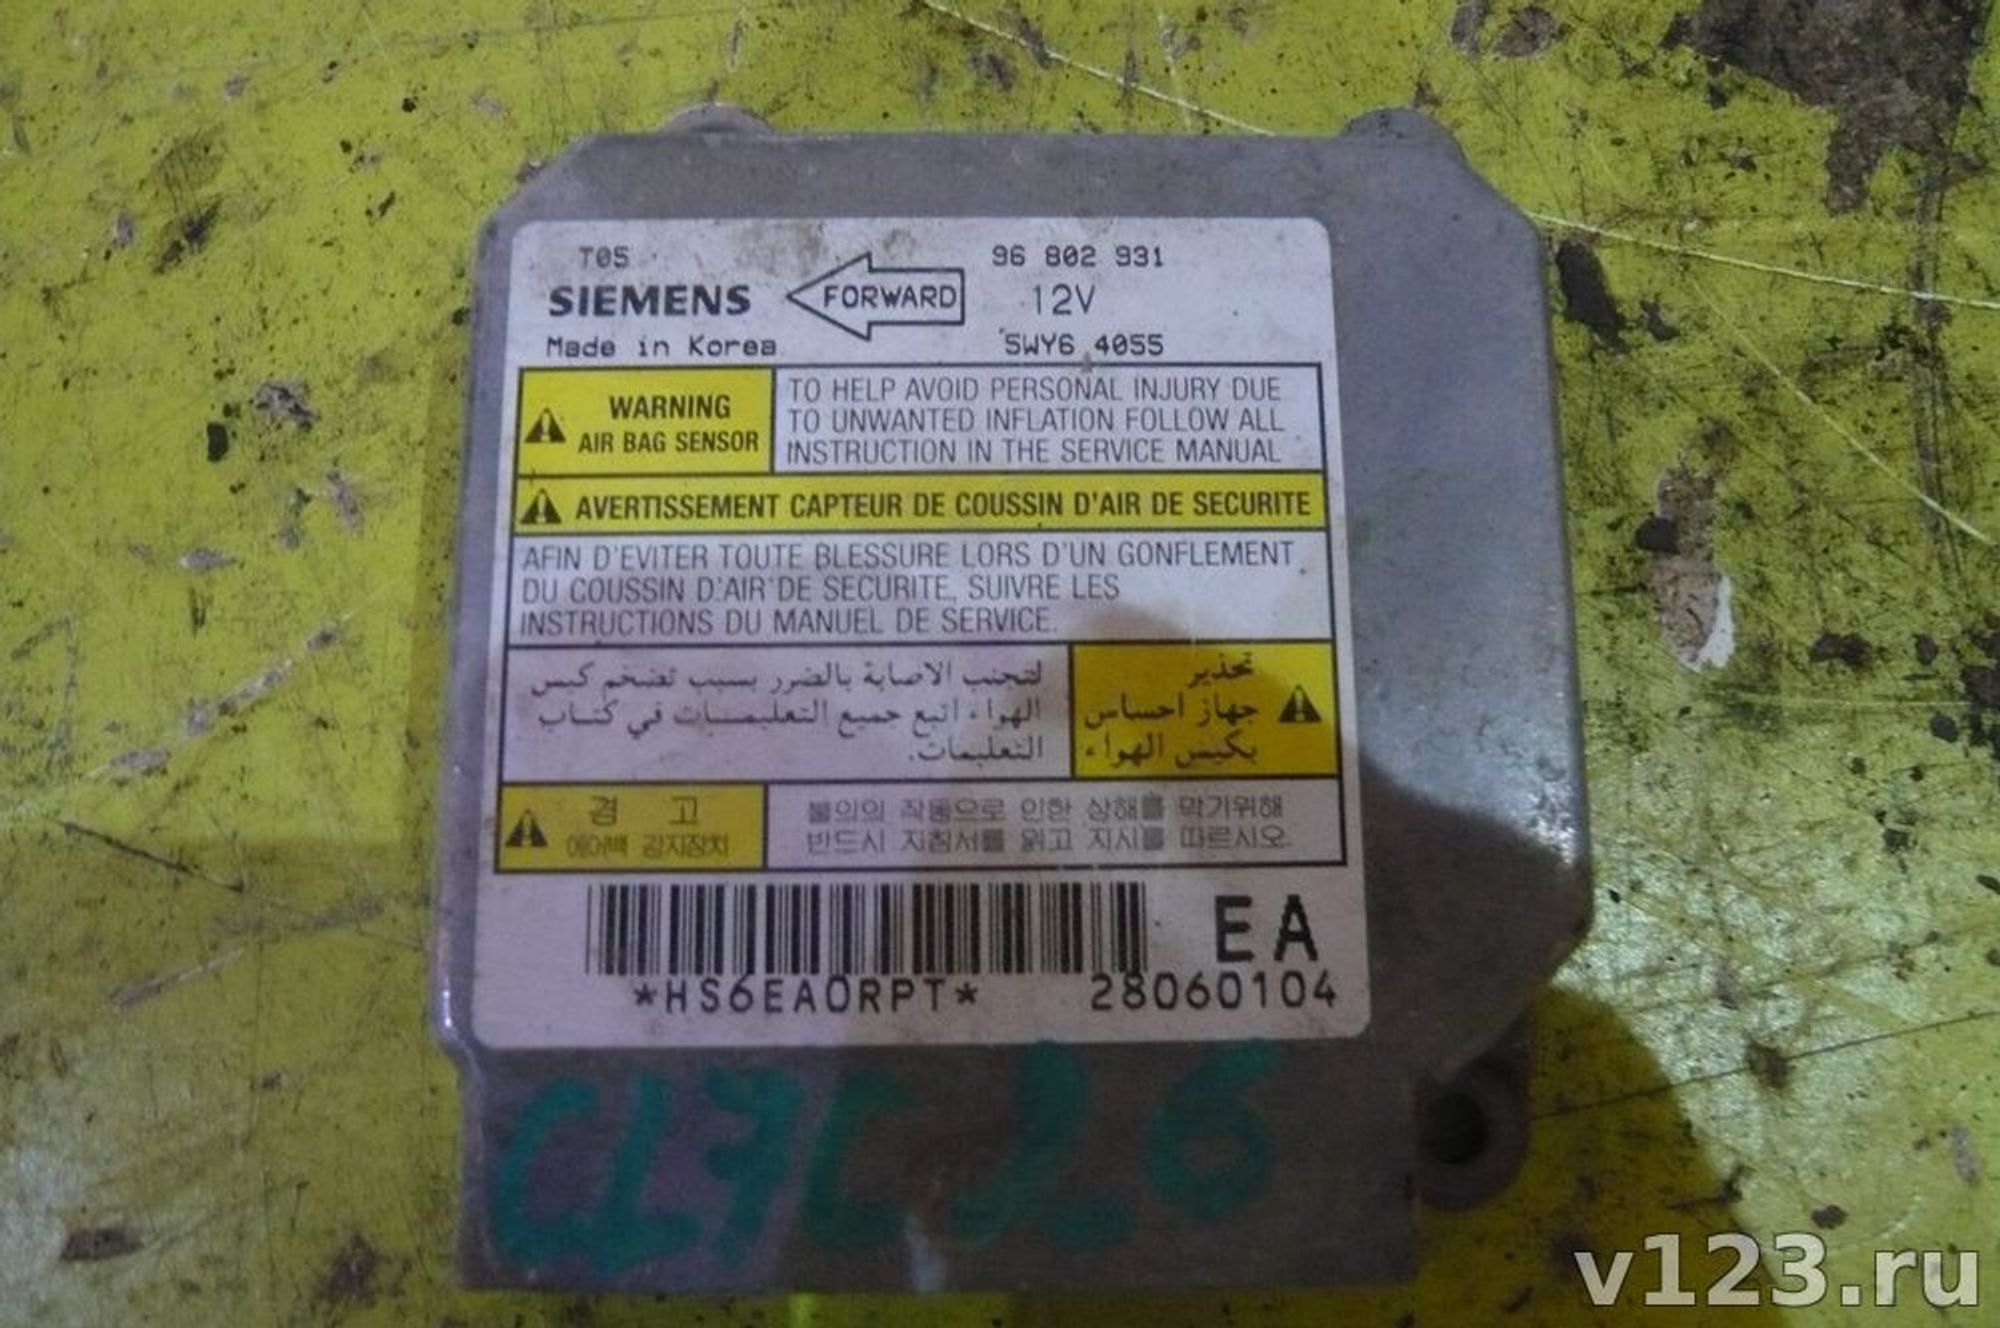 T05
96 802 931
SIEMENS
FORWARD
12V
Made in Korea
5WY6 4055
WARNING
AIR BAG SENSOR
TO HELP AVOID PERSONAL INJURY DUE
TO UNWANTED INFLATION FOLLOW ALL
INSTRUCTION IN THE SERVICE MANUAL
AVERTISSEMENT CAPTEUR DE COUSSIN D'AIR DE SECURITE
AFIN D'EVITER TOUTE BLESSURE LORS D'UN GONFLEMENT
DU COUSSIN D'AIR DE SECURITE, SUIVRE LES
INSTRUCTIONS DU MANUEL DE SERVICE.
تحذير
جهاز احساس
بكيس الهواء
لتجنب الاصابة بالضرر بسبب تضخم كيس
الهواء اتبع جميع التعليمات في كتاب
التعليمات.
경 고
에어백 감지장치
불의의 작동으로 인한 상해를 막기위해
반드시 지침서를 읽고 지시를 따르시오.
EA
*HS6EA0RPT*
28060104
v123.ru